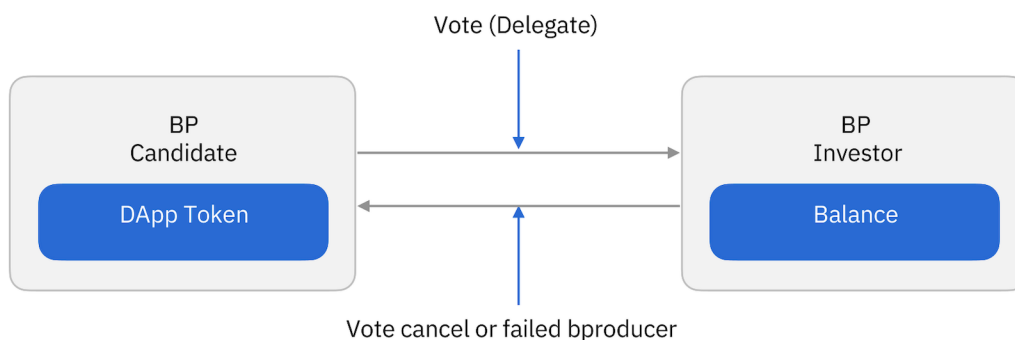 Vote (Delegate)
BP
Candidate
DApp Token
BP
Investor
Balance
Vote cancel or failed bproducer